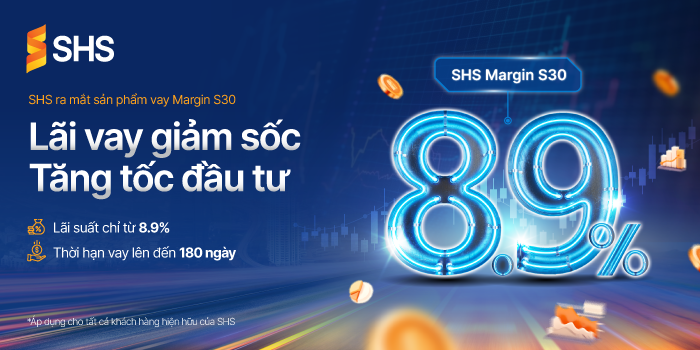 SHS
SHS ra mắt sản phẩm vay Margin S30
Lãi vay giảm sốc
Tăng tốc đầu tư
Lãi suất chỉ từ 8.9%
Thời hạn vay lên đến 180 ngày
*Áp dụng cho tất cả khách hàng hiện hữu của SHS
SHS Margin S30
8.9%